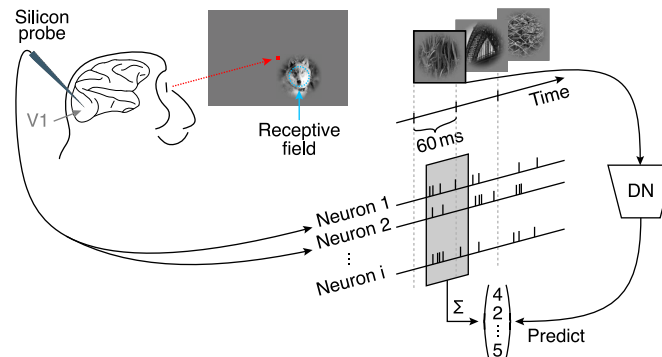 Silicon
probe
V1
Receptive
field
Time
60 ms
Neuron 1
Neuron 2
...
Neuron i
DN
Σ
4
2
...
5
Predict